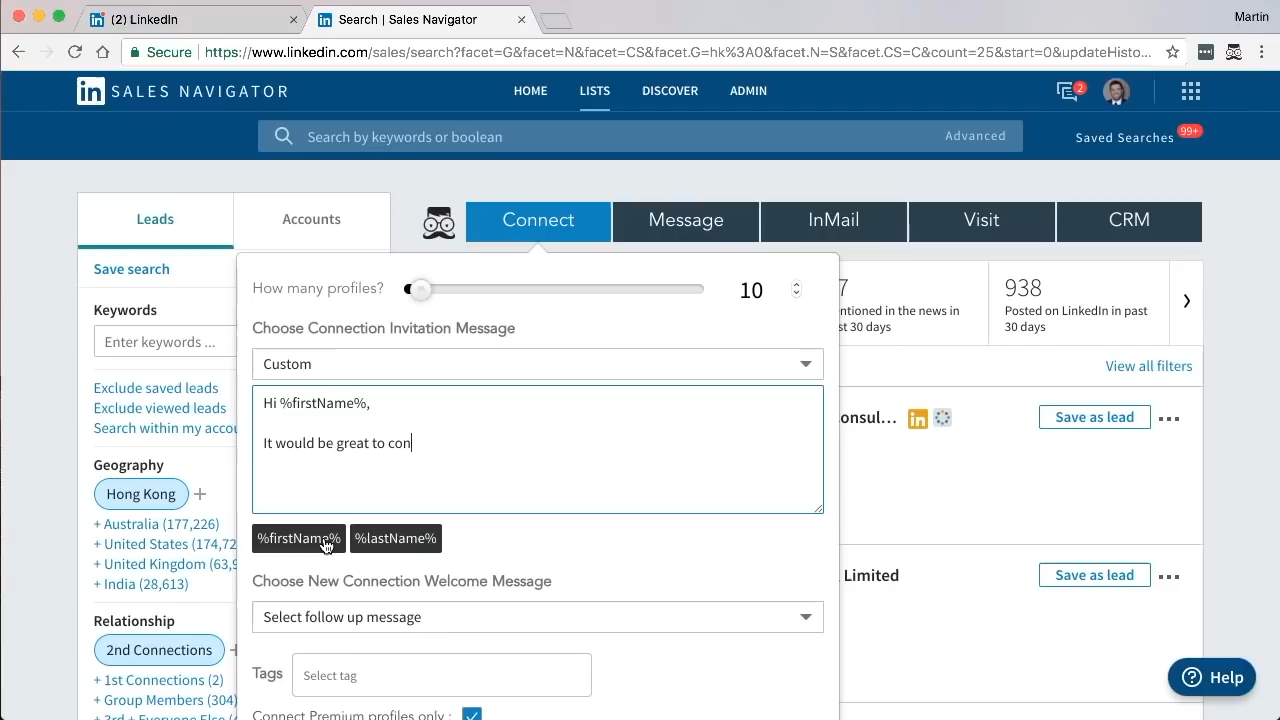 (2) LinkedIn
Search | Sales Navigator
Martin
Secure
https://www.linkedin.com/sales/search?facet=G&facet=N&facet=CS&facet.G=hk%3A0&facet.N=S&facet.CS=C&count=25&start=0&updateHisto...
in SALES NAVIGATOR
HOME
LISTS
DISCOVER
ADMIN
2
Search by keywords or boolean
Advanced
Saved Searches
99+
Leads
Accounts
Connect
Message
InMail
Visit
CRM
Save search
How many profiles?
10
7
938
entioned in the news in
st 30 days
Posted on LinkedIn in past
30 days
Keywords
Enter keywords ...
Choose Connection Invitation Message
Custom
View all filters
Exclude saved leads
Exclude viewed leads
Search within my accou
Hi %firstName%,
It would be great to con
onsul...
in
Save as lead
Geography
Hong Kong
+ Australia (177,226)
+ United States (174,72
+ United Kingdom (63,9
+ India (28,613)
%firstName%
%lastName%
Choose New Connection Welcome Message
Limited
Save as lead
Select follow up message
Relationship
2nd Connections
+ 1st Connections (2)
+ Group Members (304)
+ 3rd + Everyone Else (
Tags
Select tag
Connect Premium profiles only :
Help